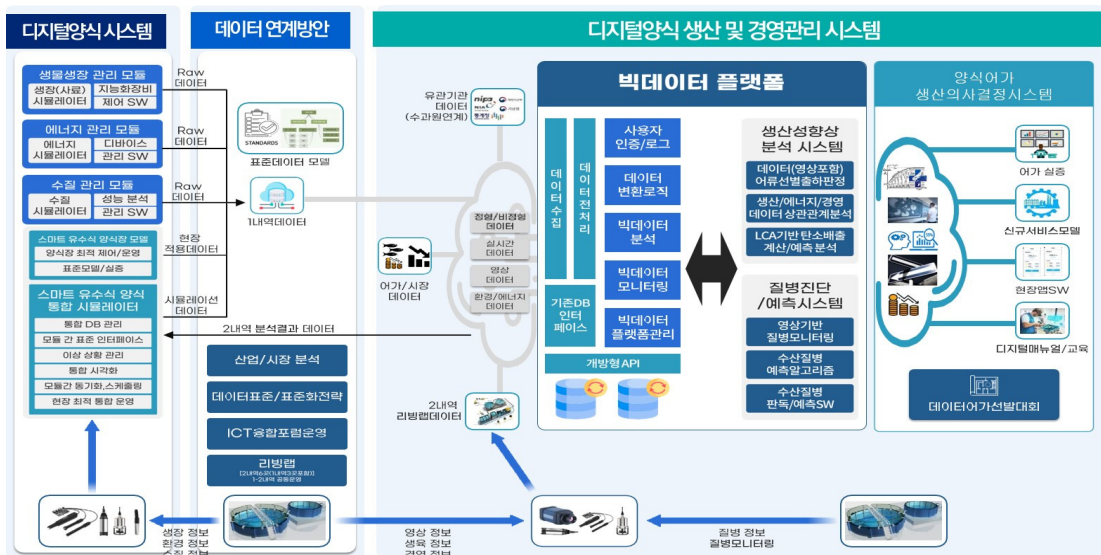 디지털양식 시스템
데이터 연계방안
디지털양식 생산 및 경영관리 시스템
생물생장 관리 모듈
생장(사료)
시뮬레이터
지능화장비
제어 SW
에너지 관리 모듈
에너지
시뮬레이터
디바이스
관리 SW
수질 관리 모듈
수질
시뮬레이터
성능 분석
관리 SW
스마트 유수식 양식장 모델
양식장 최적 제어/운영
표준모델/실증
스마트 유수식 양식
통합 시뮬레이터
통합 DB 관리
모듈 간 표준 인터페이스
이상 상황 관리
통합 시각화
모듈간 동기화,스케줄링
현장 최적 통합 운영
Raw
데이터
Raw
데이터
Raw
데이터
현장
적용데이터
시뮬레이션
데이터
STANDARDS
표준데이터 모델
1내역데이터
2내역 분석결과 데이터
산업/시장 분석
데이터표준/표준화전략
ICT융합포럼운영
리빙랩
[2내역6곳(1내역3곳포함)]
1-2내역 공동운영
유관기관
데이터
(수과원연계)
nipa
어가/시장
데이터
정형/비정형
데이터
실시간
데이터
영상
데이터
환경/에너지
데이터
2내역
리빙랩데이터
빅데이터 플랫폼
데이터수집
데이터전처리
기존DB
인터
페이스
사용자
인증/로그
데이터
변환로직
빅데이터
분석
빅데이터
모니터링
빅데이터
플랫폼관리
개방형API
생산성향상
분석 시스템
데이터(영상포함)
어류선별출하판정
생산/에너지/경영
데이터 상관관계분석
LCA기반 탄소배출
계산/예측 분석
질병진단
/예측시스템
영상기반
질병모니터링
수산질병
예측알고리즘
수산질병
판독/예측SW
양식어가
생산의사결정시스템
어가 실증
신규서비스모델
현장앱SW
디지털매뉴얼/교육
데이터어가선발대회
생장 정보
환경 정보
수질 정보
영상 정보
생육 정보
경영 정보
질병 정보
질병모니터링